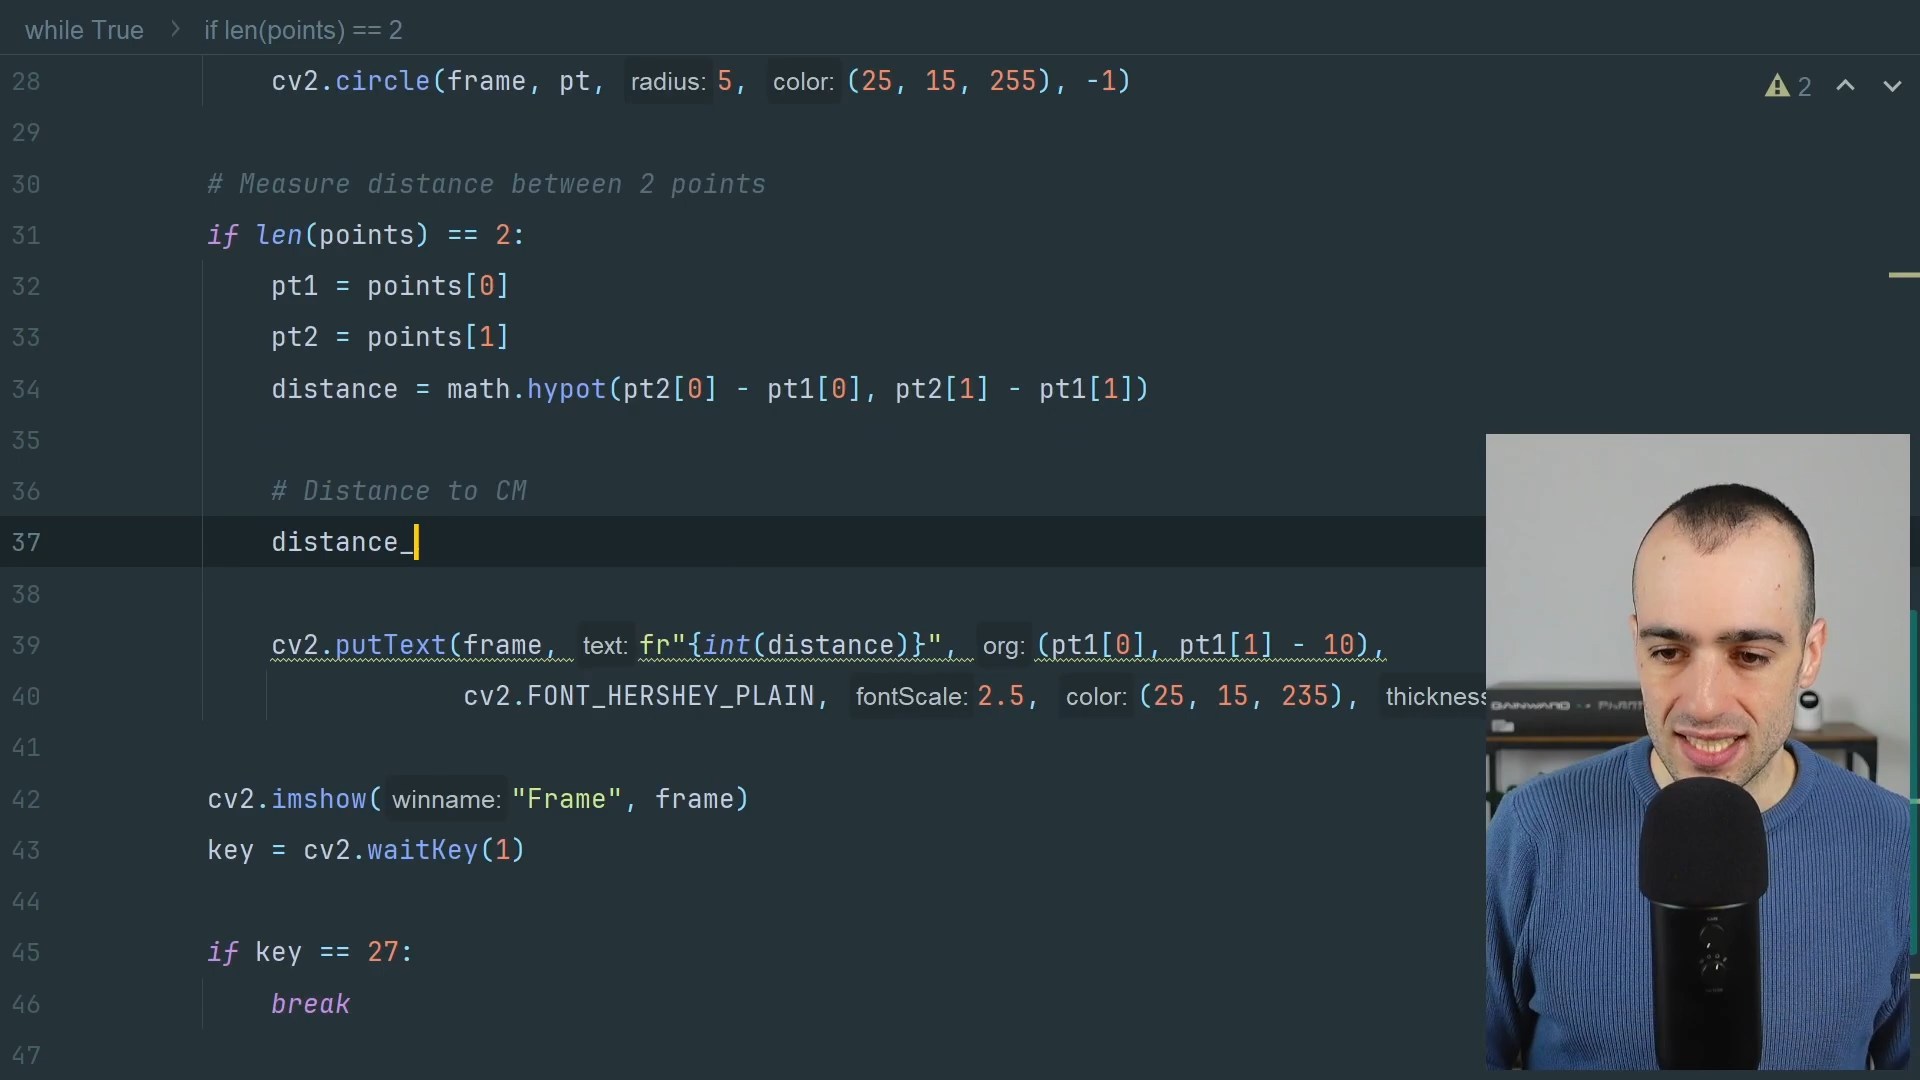 while True > if len(points) == 2
28 cv2.circle(frame, pt, radius: 5, color: (25, 15, 255), -1)
2
29
30 # Measure distance between 2 points
31 if len(points) == 2:
32 pt1 = points[0]
33 pt2 = points[1]
34 distance = math.hypot(pt2[0] - pt1[0], pt2[1] - pt1[1])
35
36 # Distance to CM
37 distance_
38
39 cv2.putText(frame, text: fr"{int(distance)}", org: (pt1[0], pt1[1] - 10),
40 cv2.FONT_HERSHEY_PLAIN, fontScale: 2.5, color: (25, 15, 235), thickness
GAINWARD
41
42 cv2.imshow( winname: "Frame", frame)
43 key = cv2.waitKey(1)
44
45 if key == 27:
46 break
47